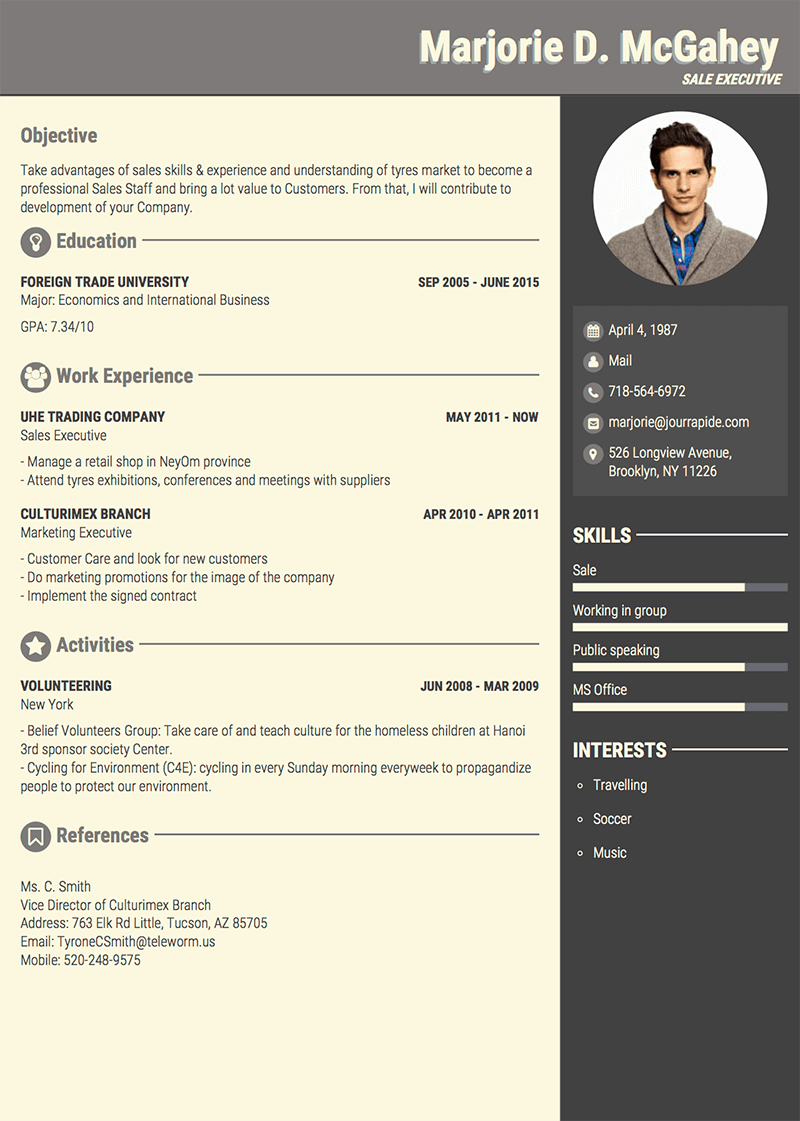 Marjorie D. McGahey
SALE EXECUTIVE
Objective
Take advantages of sales skills & experience and understanding of tyres market to become a
professional Sales Staff and bring a lot value to Customers. From that, I will contribute to
development of your Company.
Education
FOREIGN TRADE UNIVERSITY SEP 2005 - JUNE 2015
Major: Economics and International Business
GPA: 7.34/10
Work Experience
UHE TRADING COMPANY MAY 2011 - NOW
Sales Executive
- Manage a retail shop in NeyOm province
- Attend tyres exhibitions, conferences and meetings with suppliers
CULTURIMEX BRANCH APR 2010 - APR 2011
Marketing Executive
- Customer Care and look for new customers
- Do marketing promotions for the image of the company
- Implement the signed contract
Activities
VOLUNTEERING JUN 2008 - MAR 2009
New York
- Belief Volunteers Group: Take care of and teach culture for the homeless children at Hanoi
3rd sponsor society Center.
- Cycling for Environment (C4E): cycling in every Sunday morning everyweek to propagandize
people to protect our environment.
References
Ms. C. Smith
Vice Director of Culturimex Branch
Address: 763 Elk Rd Little, Tucson, AZ 85705
Email: TyroneCSmith@teleworm.us
Mobile: 520-248-9575
April 4, 1987
Mail
718-564-6972
marjorie@jourrapide.com
526 Longview Avenue,
Brooklyn, NY 11226
SKILLS
Sale
Working in group
Public speaking
MS Office
INTERESTS
Travelling
Soccer
Music